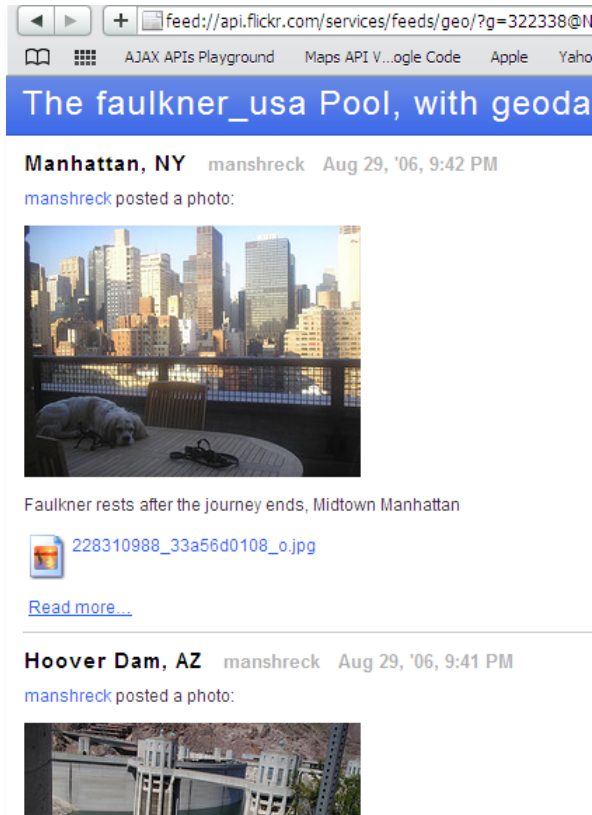 feed://api.flickr.com/services/feeds/geo/?g=322338@N
AJAX APIs Playground Maps API V...ogle Code Apple Yaho
The faulkner_usa Pool, with geoda
Manhattan, NY manshreck Aug 29, '06, 9:42 PM
manshreck posted a photo:
Faulkner rests after the journey ends, Midtown Manhattan
228310988_33a56d0108_o.jpg
Read more...
Hoover Dam, AZ manshreck Aug 29, '06, 9:41 PM
manshreck posted a photo: